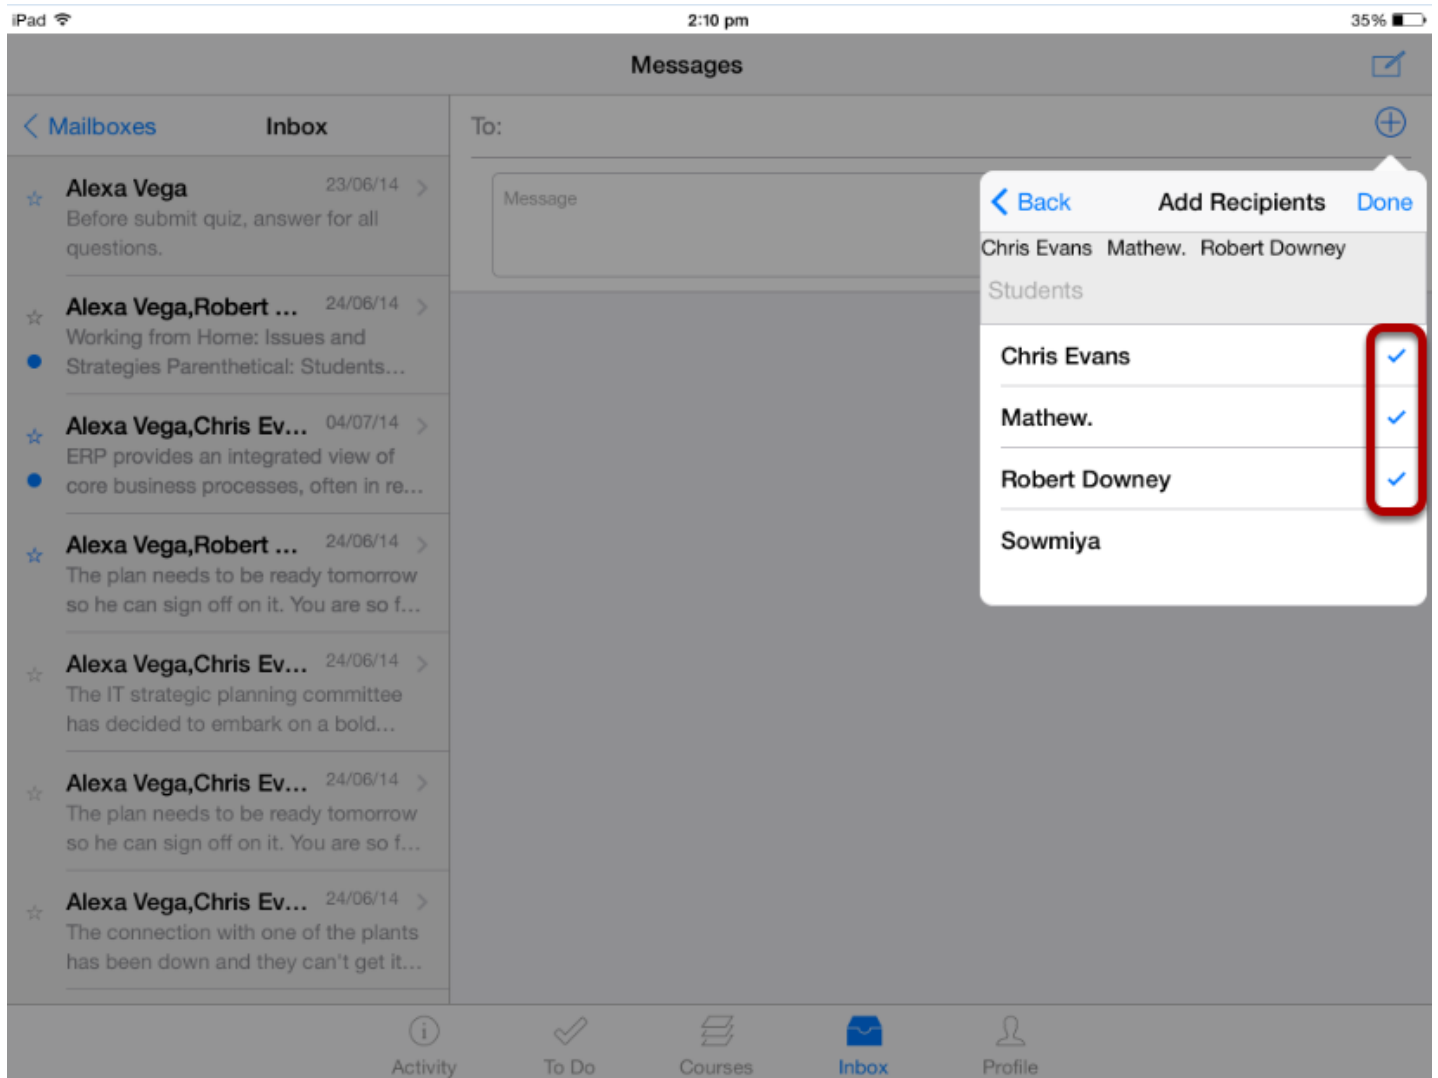 iPad 2:10 pm 35%
Messages
Mailboxes Inbox
Alexa Vega 23/06/14
Before submit quiz, answer for all
questions.
Alexa Vega,Robert ... 24/06/14
Working from Home: Issues and
Strategies Parenthetical: Students...
Alexa Vega,Chris Ev... 04/07/14
ERP provides an integrated view of
core business processes, often in re...
Alexa Vega,Robert ... 24/06/14
The plan needs to be ready tomorrow
so he can sign off on it. You are so f...
Alexa Vega,Chris Ev... 24/06/14
The IT strategic planning committee
has decided to embark on a bold...
Alexa Vega,Chris Ev... 24/06/14
The plan needs to be ready tomorrow
so he can sign off on it. You are so f...
Alexa Vega,Chris Ev... 24/06/14
The connection with one of the plants
has been down and they can't get it...
To:
Message
Back Add Recipients Done
Chris Evans Mathew. Robert Downey
Students
Chris Evans
Mathew.
Robert Downey
Sowmiya
Activity To Do Courses Inbox Profile